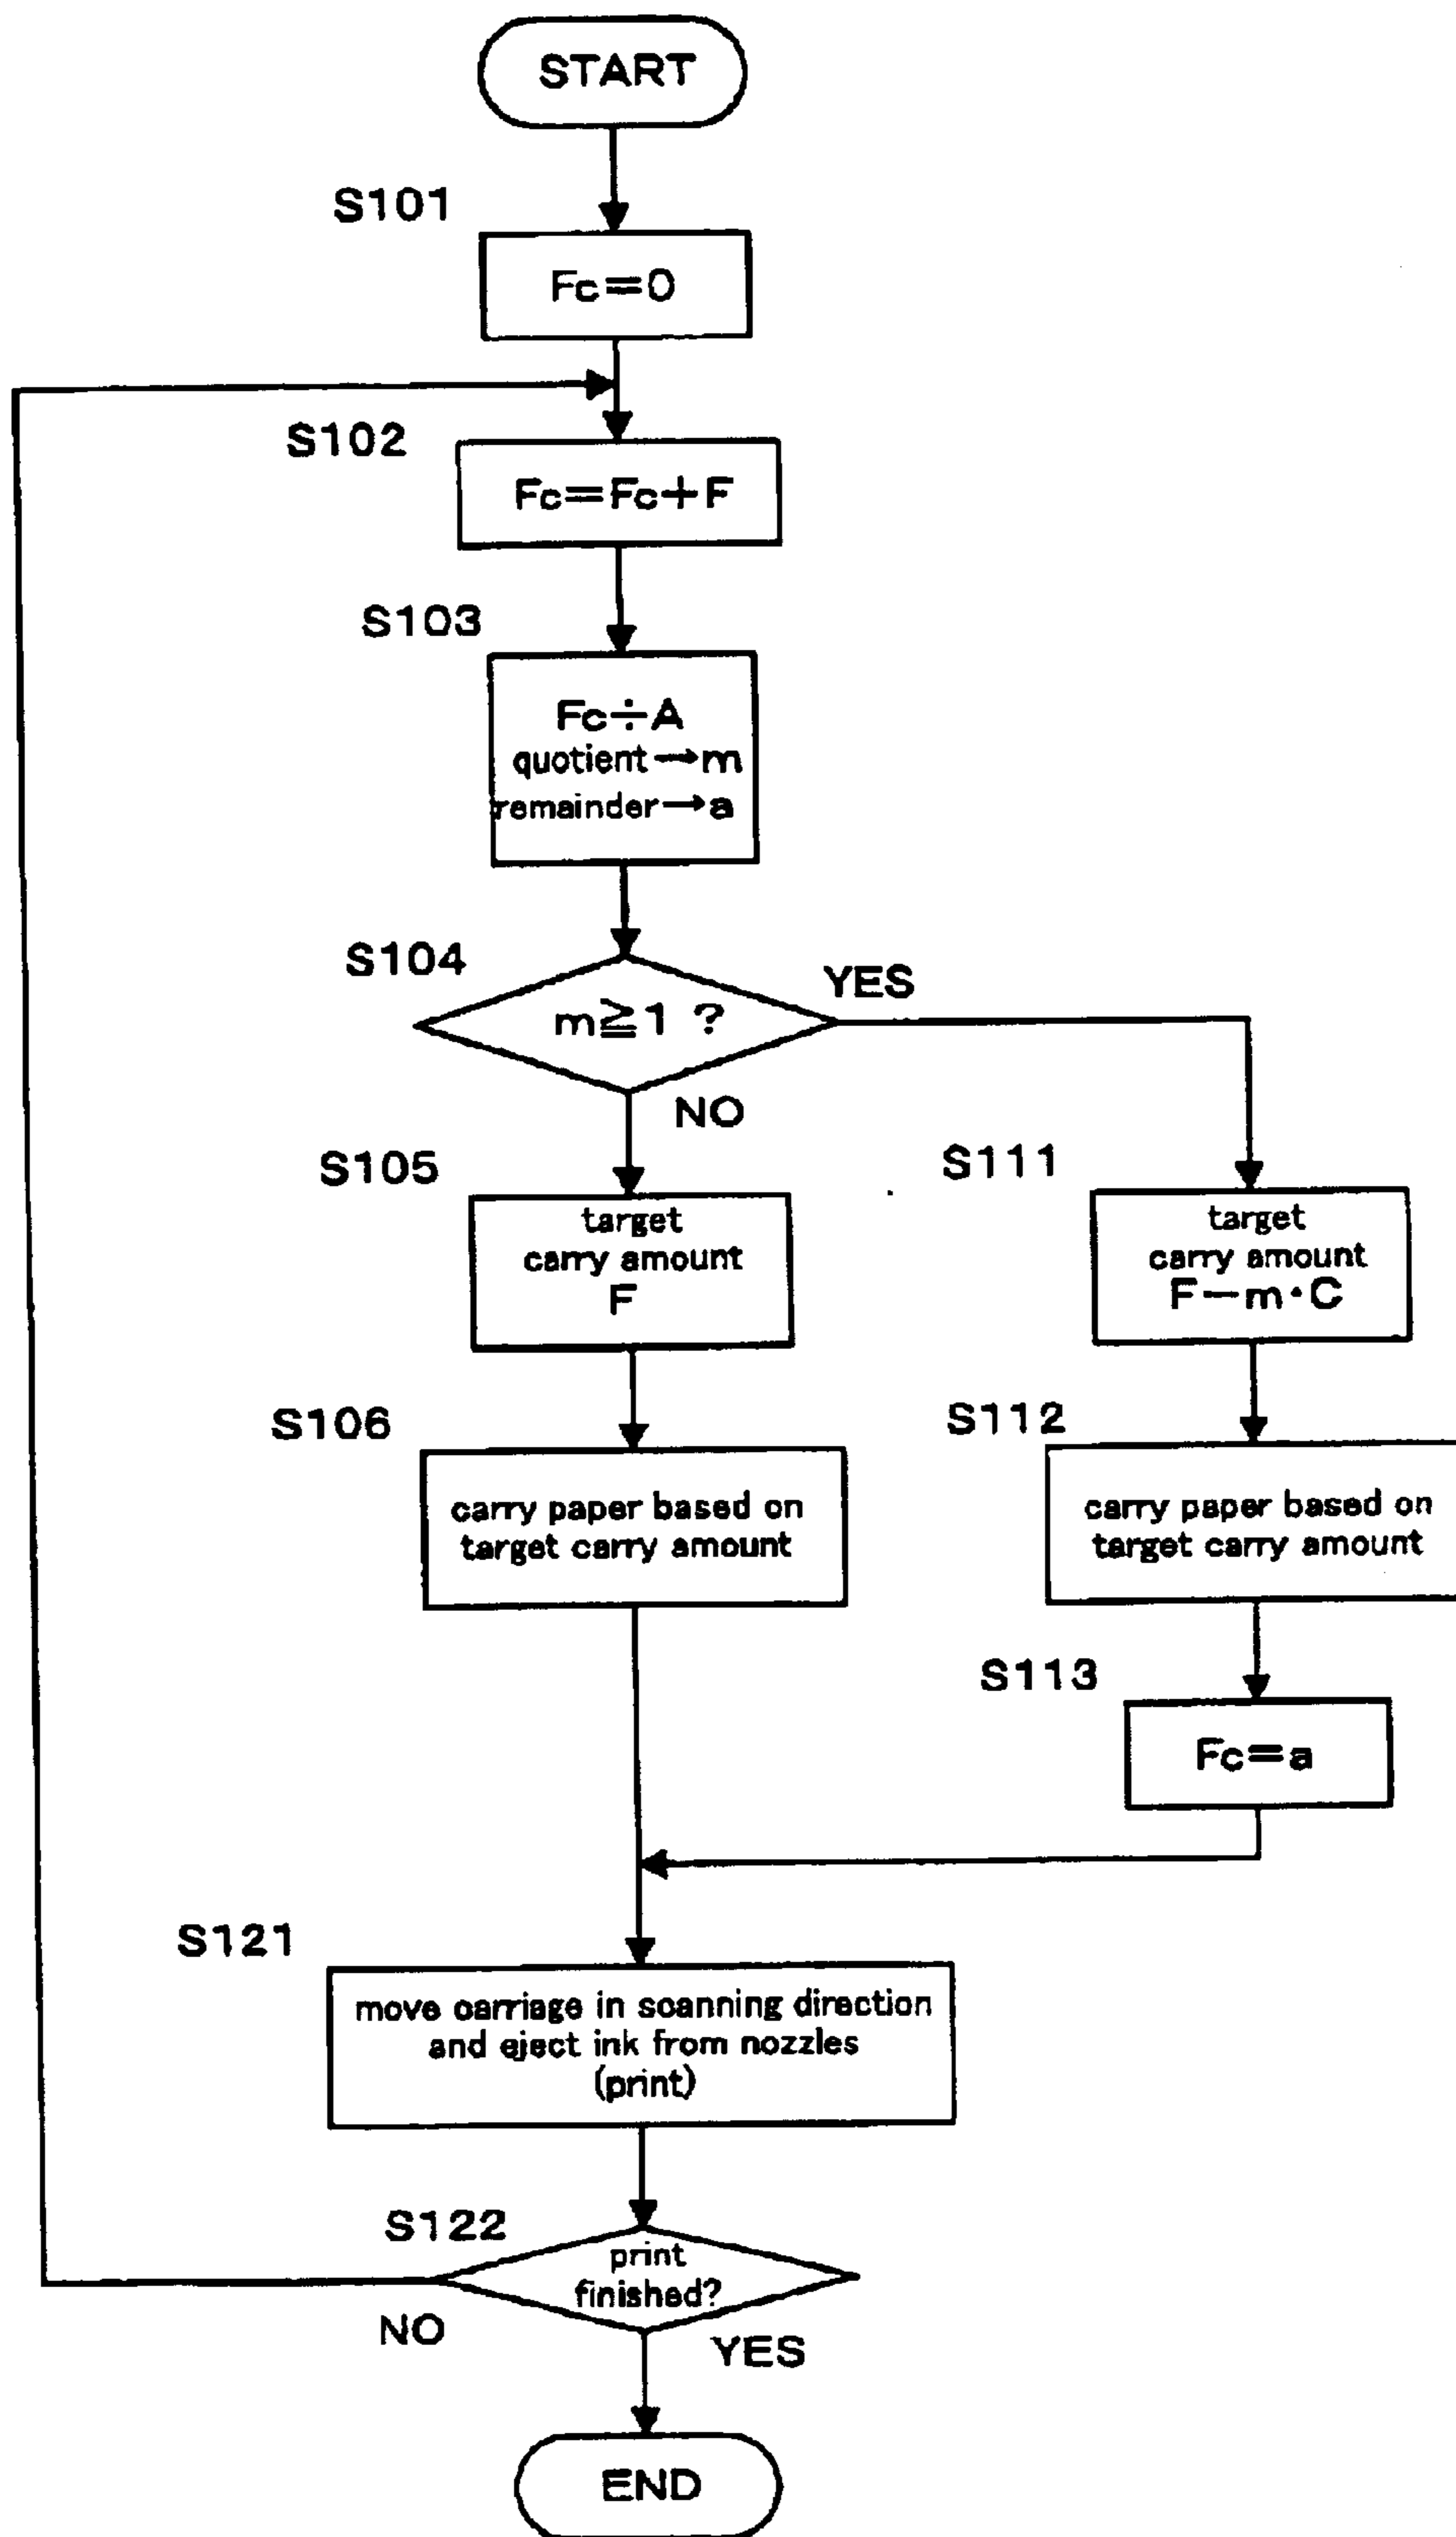 START
S101
Fc=0
S102
Fc=Fc+F
S103
Fc÷A
quotient→m
remainder→a
S104
m≧1 ?
YES
NO
S105
target
carry amount
F
S111
target
carry amount
F−m·C
S106
carry paper based on
target carry amount
S112
carry paper based on
target carry amount
S113
Fc=a
S121
move carriage in scanning direction
and eject ink from nozzles
(print)
S122
print
finished?
NO
YES
END